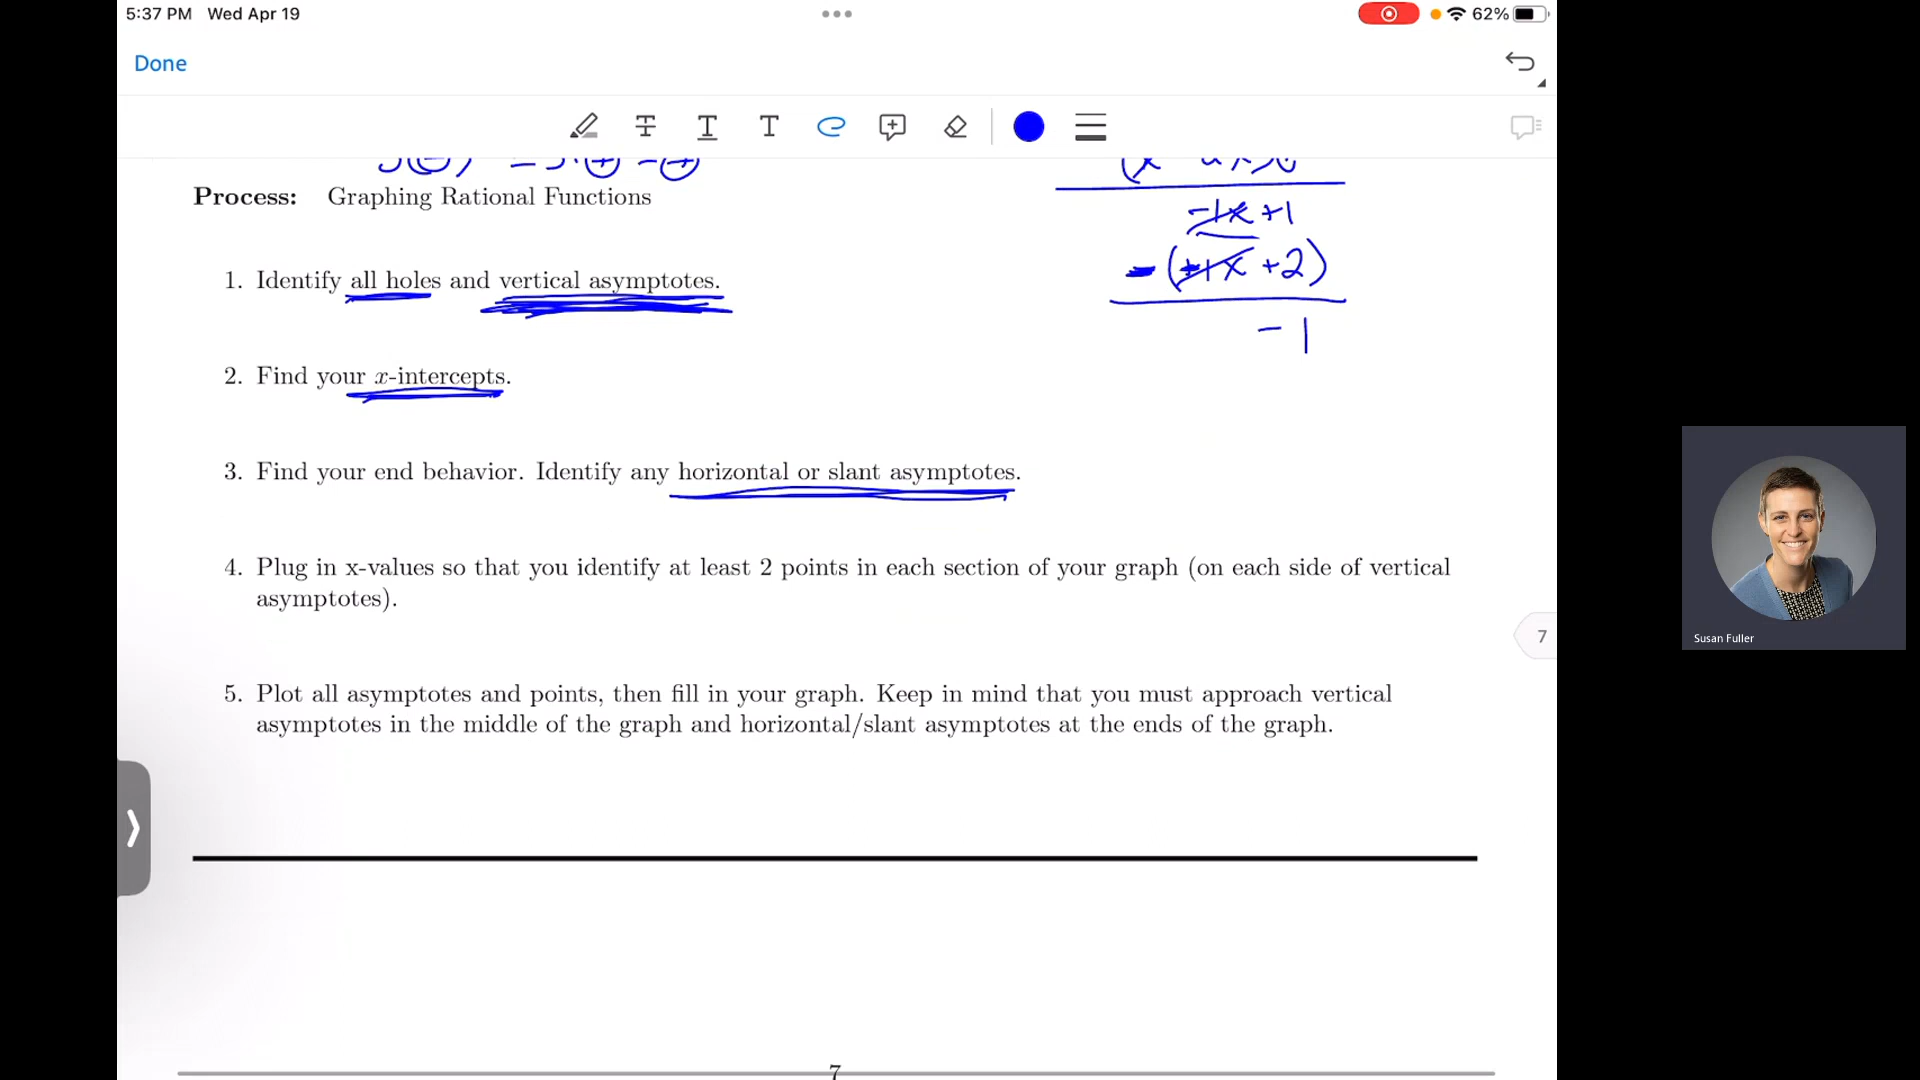 5:37 PM Wed Apr 19
62%
Done
T T T
Process: Graphing Rational Functions
-1x +1
1. Identify all holes and vertical asymptotes.
- (-1x +2)
-1
2. Find your x-intercepts.
3. Find your end behavior. Identify any horizontal or slant asymptotes.
4. Plug in x-values so that you identify at least 2 points in each section of your graph (on each side of vertical
asymptotes).
7
Susan Fuller
5. Plot all asymptotes and points, then fill in your graph. Keep in mind that you must approach vertical
asymptotes in the middle of the graph and horizontal/slant asymptotes at the ends of the graph.
7